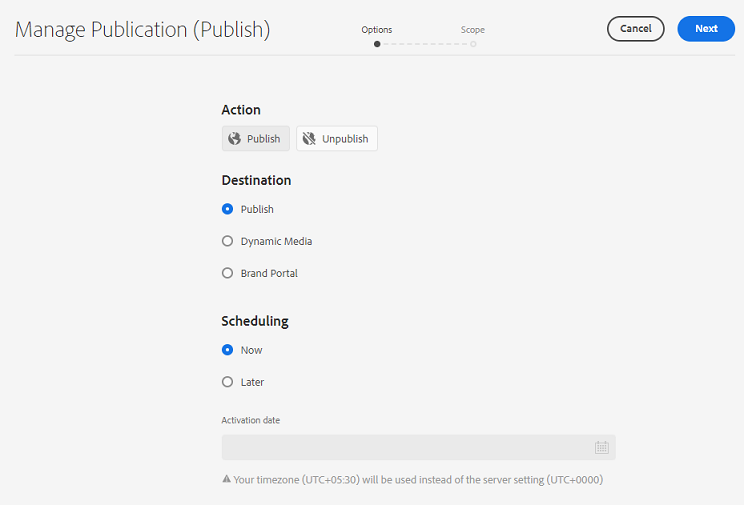 Manage Publication (Publish)
Options
Scope
Cancel
Next
Action
Publish
Unpublish
Destination
Publish
Dynamic Media
Brand Portal
Scheduling
Now
Later
Activation date
Your timezone (UTC+05:30) will be used instead of the server setting (UTC+0000)